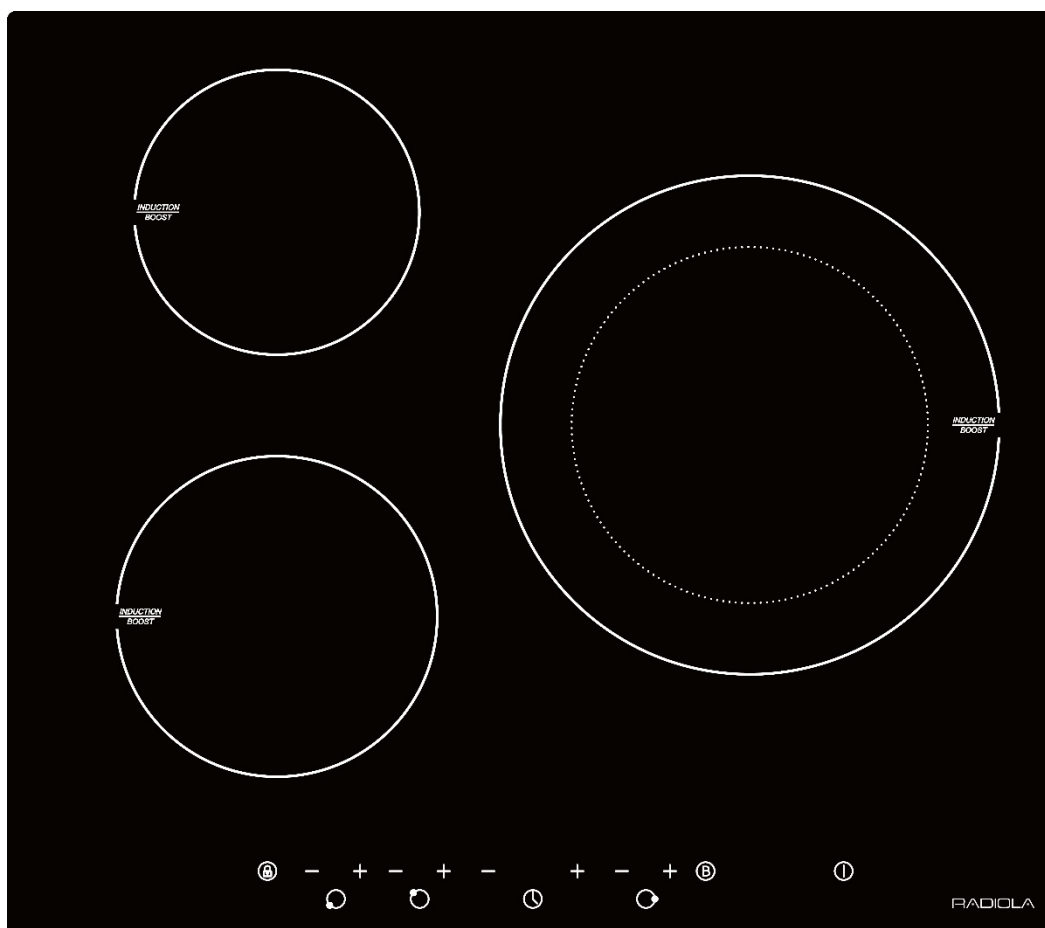 INDUCTION
BOOST
INDUCTION
BOOST
INDUCTION
BOOST
- + - + - + - + B
RADIOLA